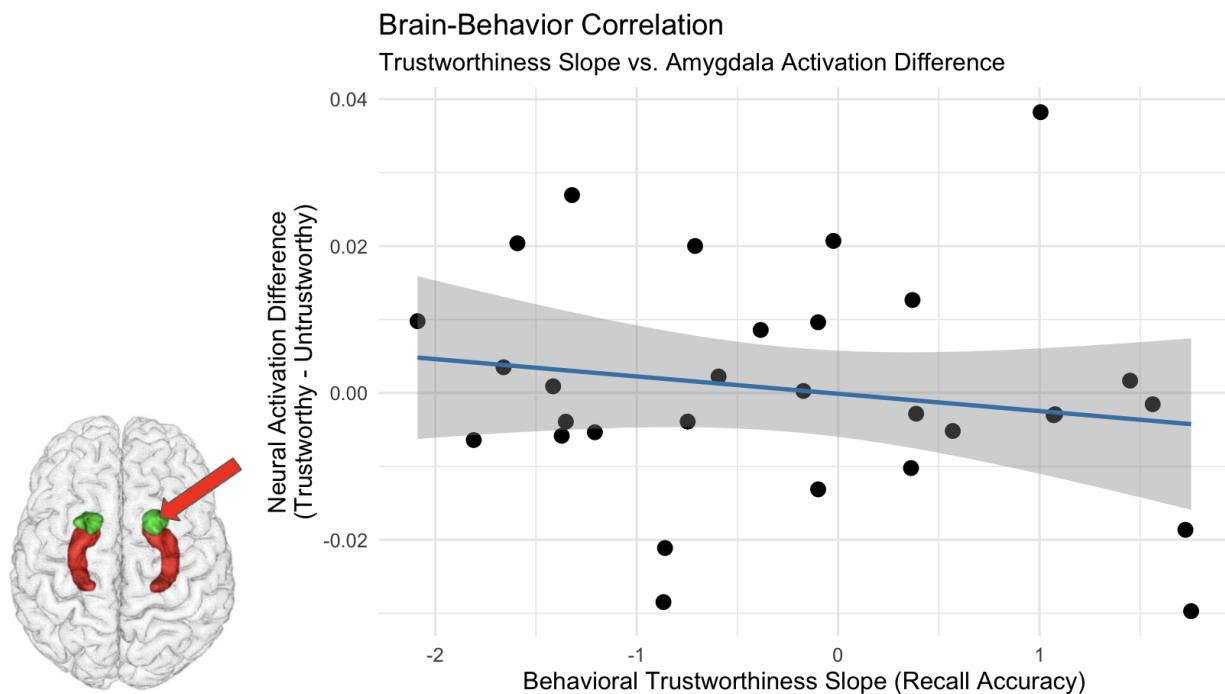 Brain-Behavior Correlation
Trustworthiness Slope vs. Amygdala Activation Difference
Neural Activation Difference
(Trustworthy - Untrustworthy)
0.04
0.02
0.00
-0.02
-2
-1
0
1
Behavioral Trustworthiness Slope (Recall Accuracy)